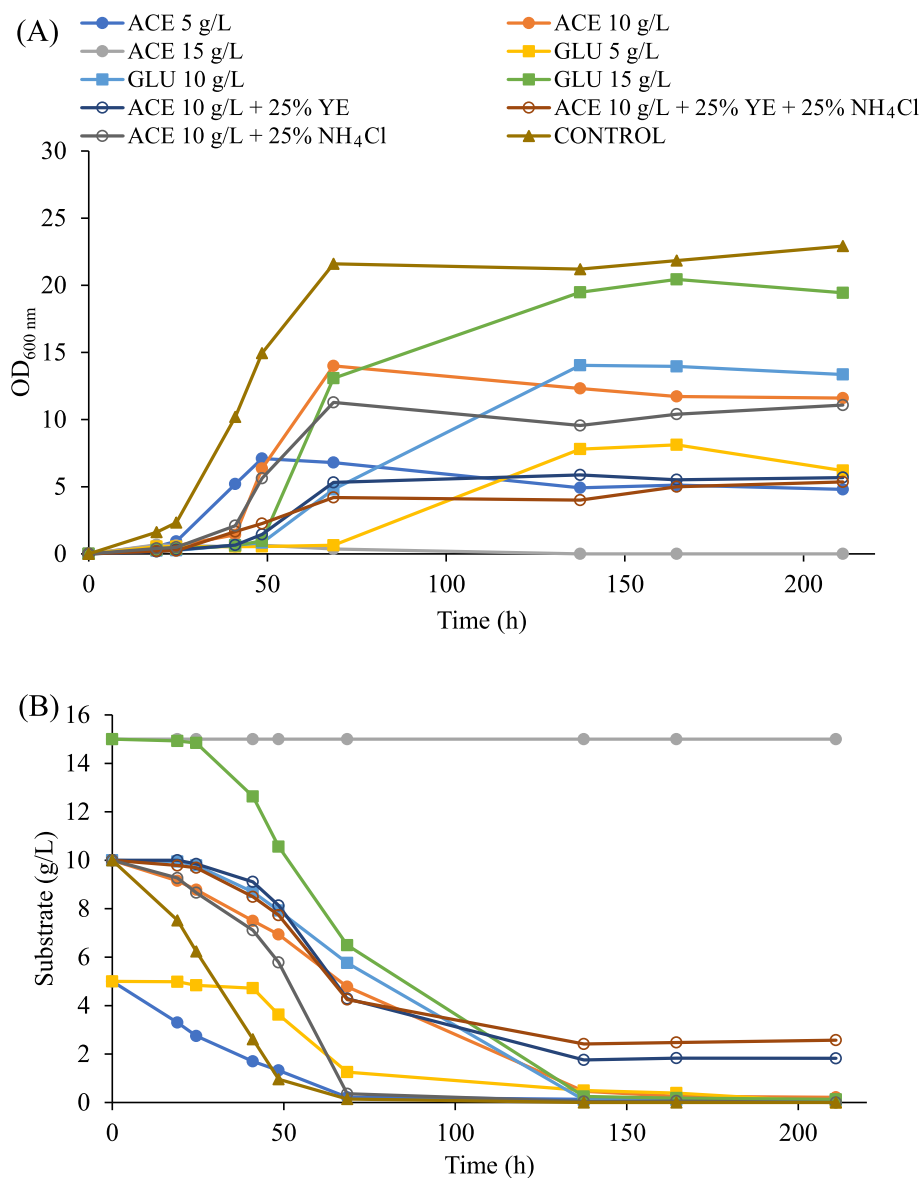 (A)
ACE 5 g/L
ACE 10 g/L
ACE 15 g/L
GLU 5 g/L
GLU 10 g/L
GLU 15 g/L
ACE 10 g/L + 25% YE
ACE 10 g/L + 25% YE + 25% NH₄Cl
ACE 10 g/L + 25% NH₄Cl
CONTROL
30
25
20
15
10
5
0
OD₆₀₀ ₙₘ
0 50 100 150 200
Time (h)
(B)
16
14
12
10
8
6
4
2
0
Substrate (g/L)
0 50 100 150 200
Time (h)